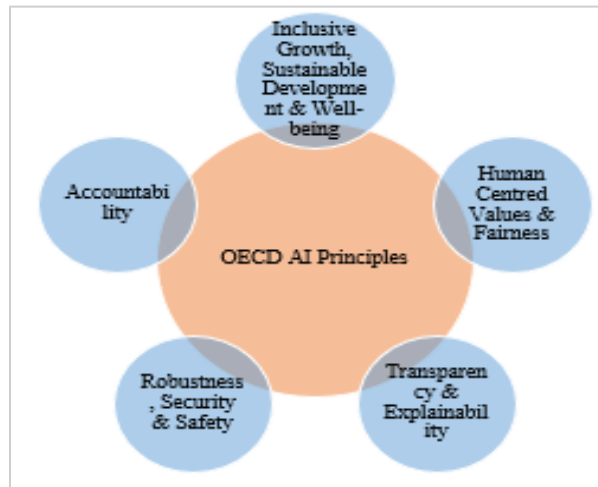 Inclusive
Growth,
Sustainable
Developme
nt & Well-
being
Human
Centred
Values &
Fairness
Transparen
cy &
Explainabil
ity
Robustness
, Security
& Safety
Accountabi
lity
OECD AI Principles